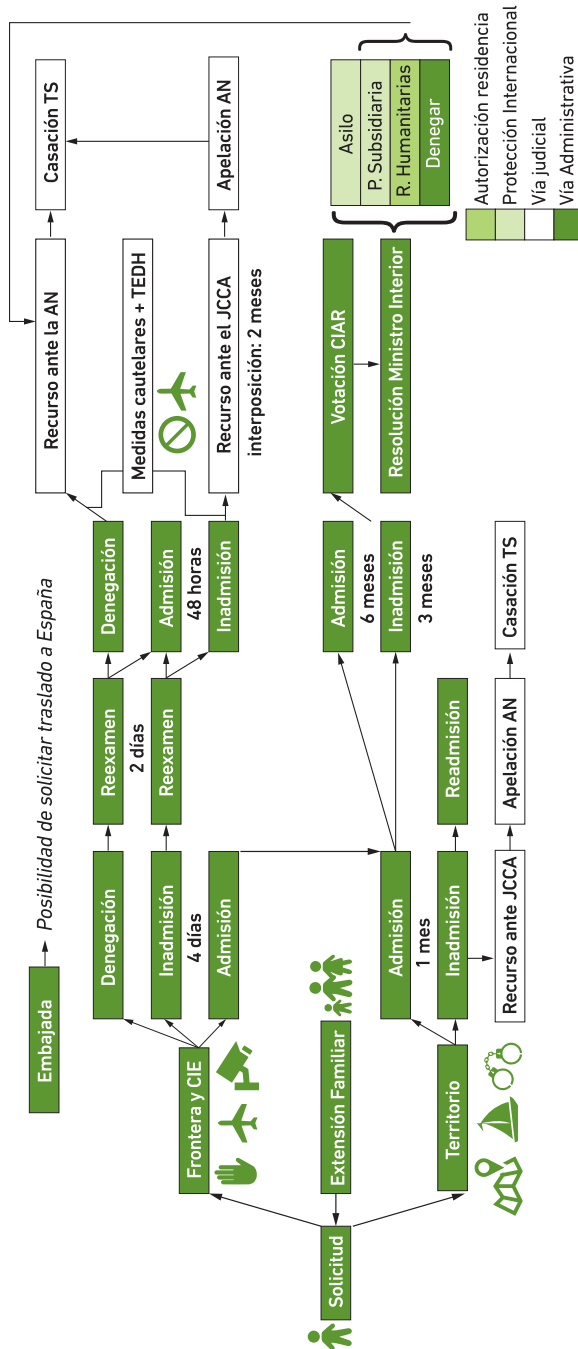 Embajada
Posibilidad de solicitar traslado a España
Solicitud
Extensión Familiar
Frontera y CIE
Denegación
Inadmisión
4 días
Admisión
Reexamen
2 días
Reexamen
Denegación
Admisión
48 horas
Inadmisión
Recurso ante la AN
Medidas cautelares + TEDH
Recurso ante el JCCA
interposición: 2 meses
Casación TS
Apelación AN
Territorio
Admisión
1 mes
Inadmisión
Recurso ante JCCA
Readmisión
Apelación AN
Casación TS
Admisión
6 meses
Inadmisión
3 meses
Votación CIAR
Resolución Ministro Interior
Asilo
P. Subsidiaria
R. Humanitarias
Denegar
Autorización residencia
Protección Internacional
Vía judicial
Vía Administrativa